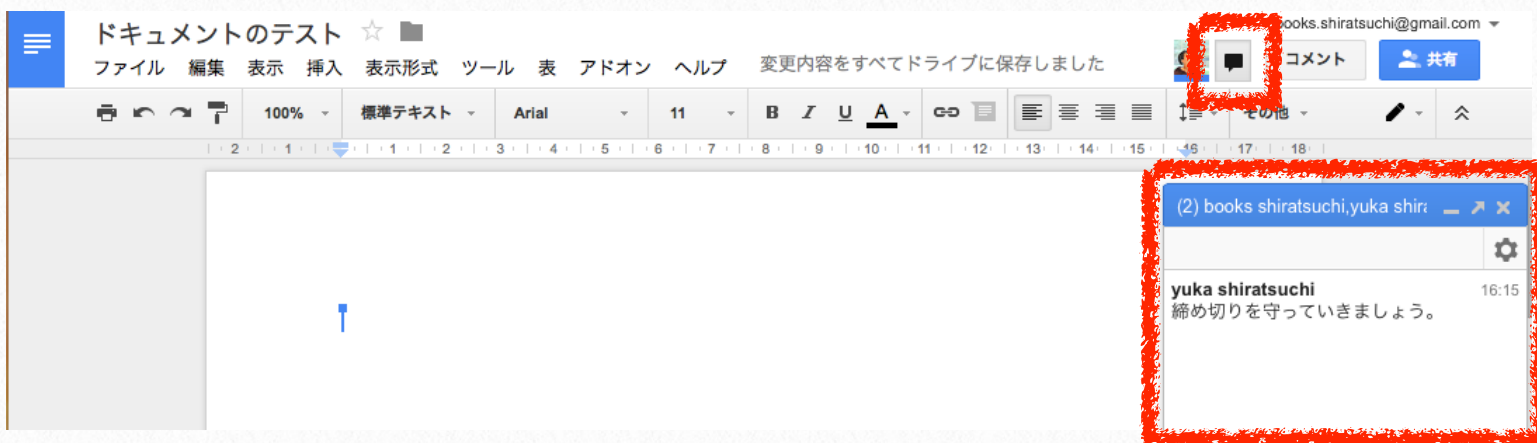 ドキュメントのテスト
books.shiratsuchi@gmail.com
ファイル 編集 表示 挿入 表示形式 ツール 表 アドオン ヘルプ 変更内容をすべてドライブに保存しました コメント 共有
100% 標準テキスト Arial 11 B I U A その他
2 1 1 2 3 4 5 6 7 8 9 10 11 12 13 14 15 16 17 18
(2) books shiratsuchi,yuka shira
yuka shiratsuchi 16:15
締め切りを守っていきましょう。